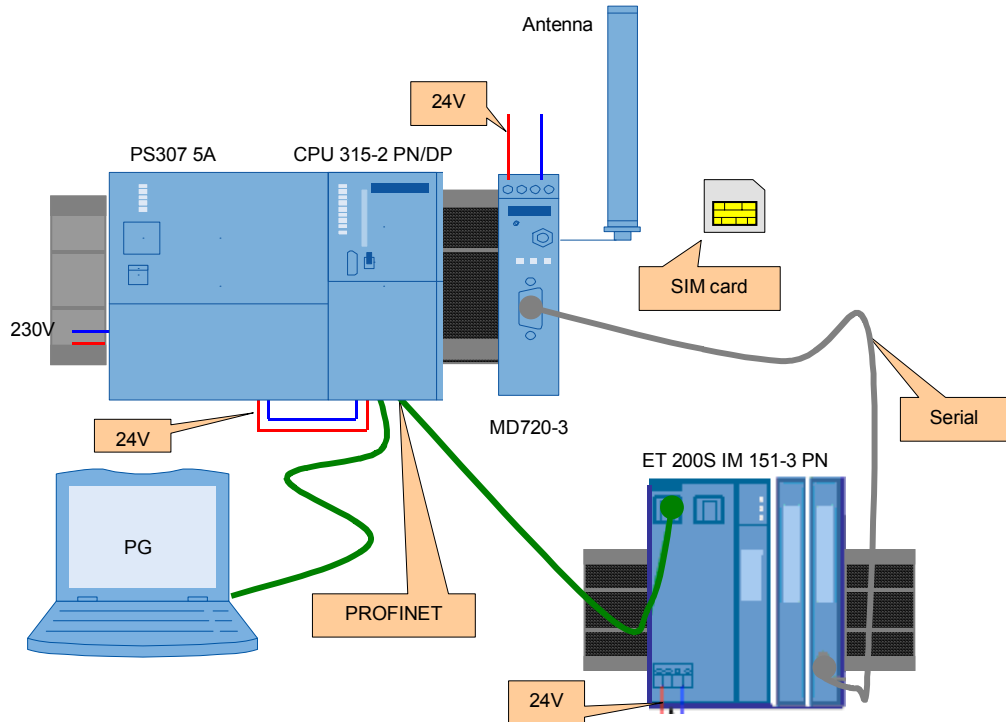 Antenna
24V
PS307 5A
CPU 315-2 PN/DP
SIM card
230V
24V
MD720-3
Serial
ET 200S IM 151-3 PN
PG
PROFINET
24V